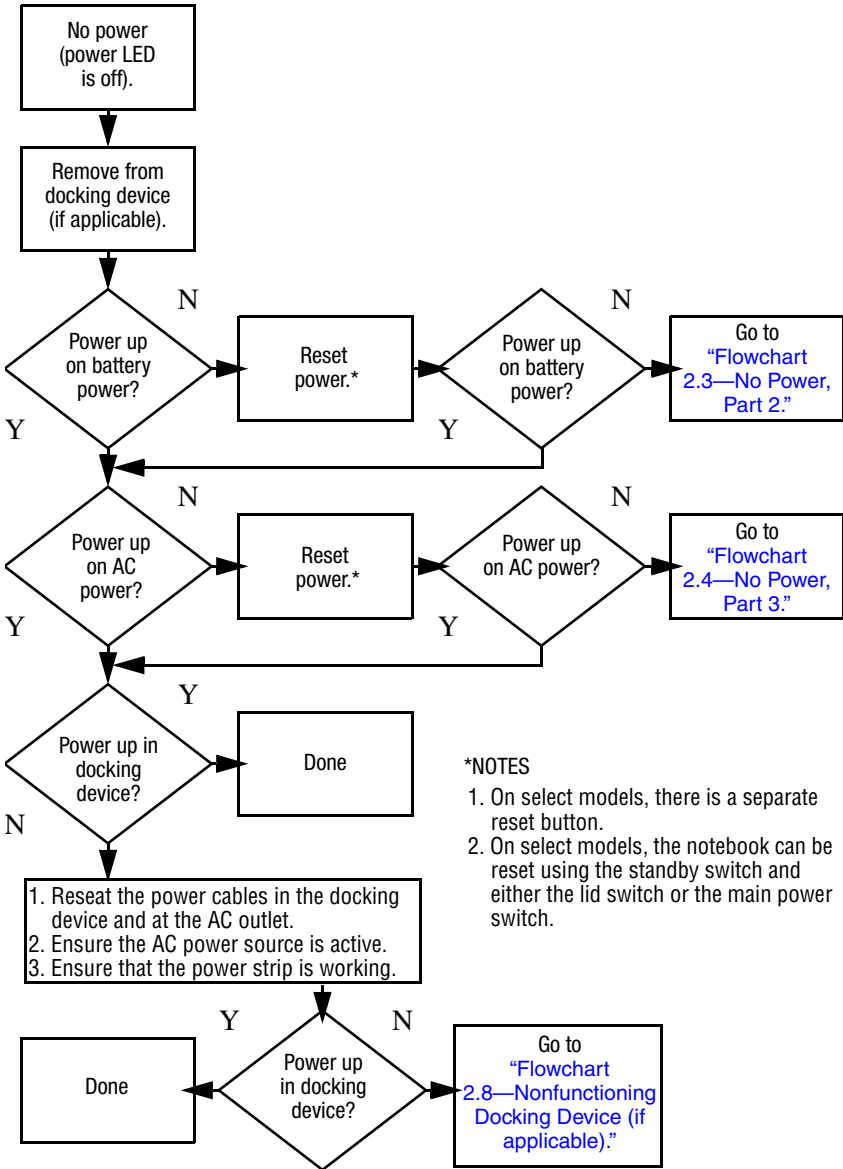 No power
(power LED
is off).
Remove from
docking device
(if applicable).
N
N
Power up
on battery
power?
Reset
power.*
Power up
on battery
power?
Go to
“Flowchart
2.3—No Power,
Part 2.”
Y
Y
N
N
Power up
on AC
power?
Reset
power.*
Power up
on AC power?
Go to
“Flowchart
2.4—No Power,
Part 3.”
Y
Y
Y
Power up in
docking
device?
Done
N
*NOTES
1. On select models, there is a separate
reset button.
2. On select models, the notebook can be
reset using the standby switch and
either the lid switch or the main power
switch.
1. Reseat the power cables in the docking
device and at the AC outlet.
2. Ensure the AC power source is active.
3. Ensure that the power strip is working.
Y
N
Done
Power up
in docking
device?
Go to
“Flowchart
2.8—Nonfunctioning
Docking Device (if
applicable).”